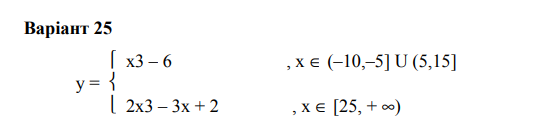 Варіант 25
⎧ x3 – 6 , x ∈ (–10,–5] U (5,15]
y = {
⎩ 2x3 – 3x + 2 , x ∈ [25, + ∞)